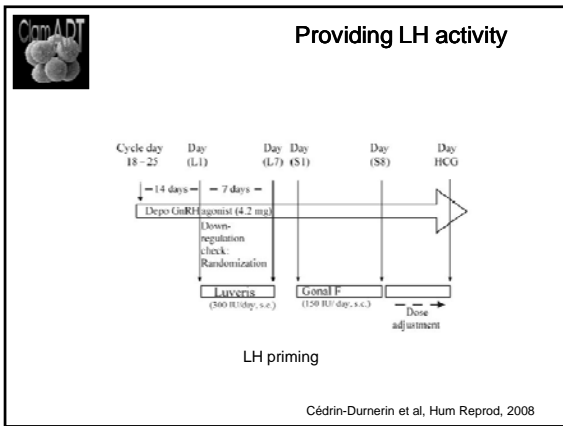 ClamADT
Providing LH activity
Cycle day Day Day Day Day Day
18 – 25 (L1) (L7) (S1) (S8) HCG
14 days 7 days
Depo GnRH agonist (4.2 mg)
Down-
regulation
check:
Randomization
Luveris Gonal F
(300 IU/day, s.c.) (150 IU/day, s.c.)
Dose
adjustment
LH priming
Cédrin-Durnerin et al, Hum Reprod, 2008